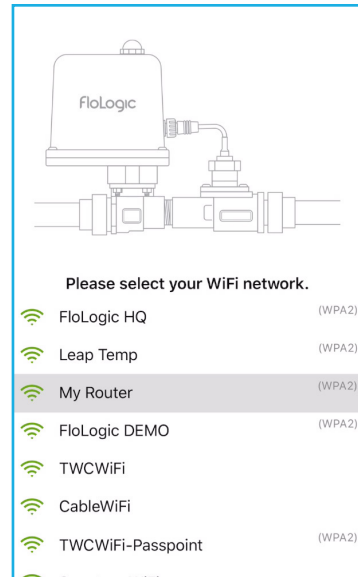 FloLogic
Please select your WiFi network.
FloLogic HQ (WPA2)
Leap Temp (WPA2)
My Router (WPA2)
FloLogic DEMO (WPA2)
TWCWiFi
CableWiFi
TWCWiFi-Passpoint (WPA2)